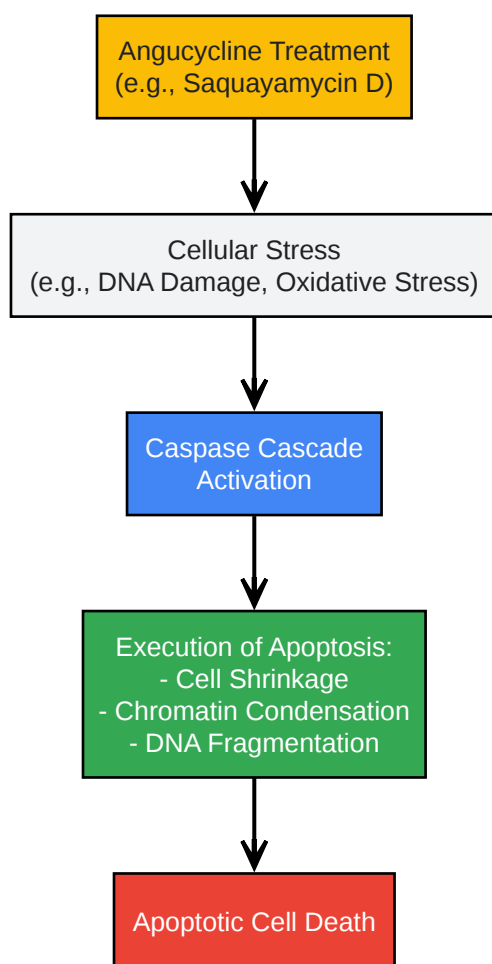 Angucycline Treatment
(e.g., Saquayamycin D)
Cellular Stress
(e.g., DNA Damage, Oxidative Stress)
Caspase Cascade
Activation
Execution of Apoptosis:
- Cell Shrinkage
- Chromatin Condensation
- DNA Fragmentation
Apoptotic Cell Death